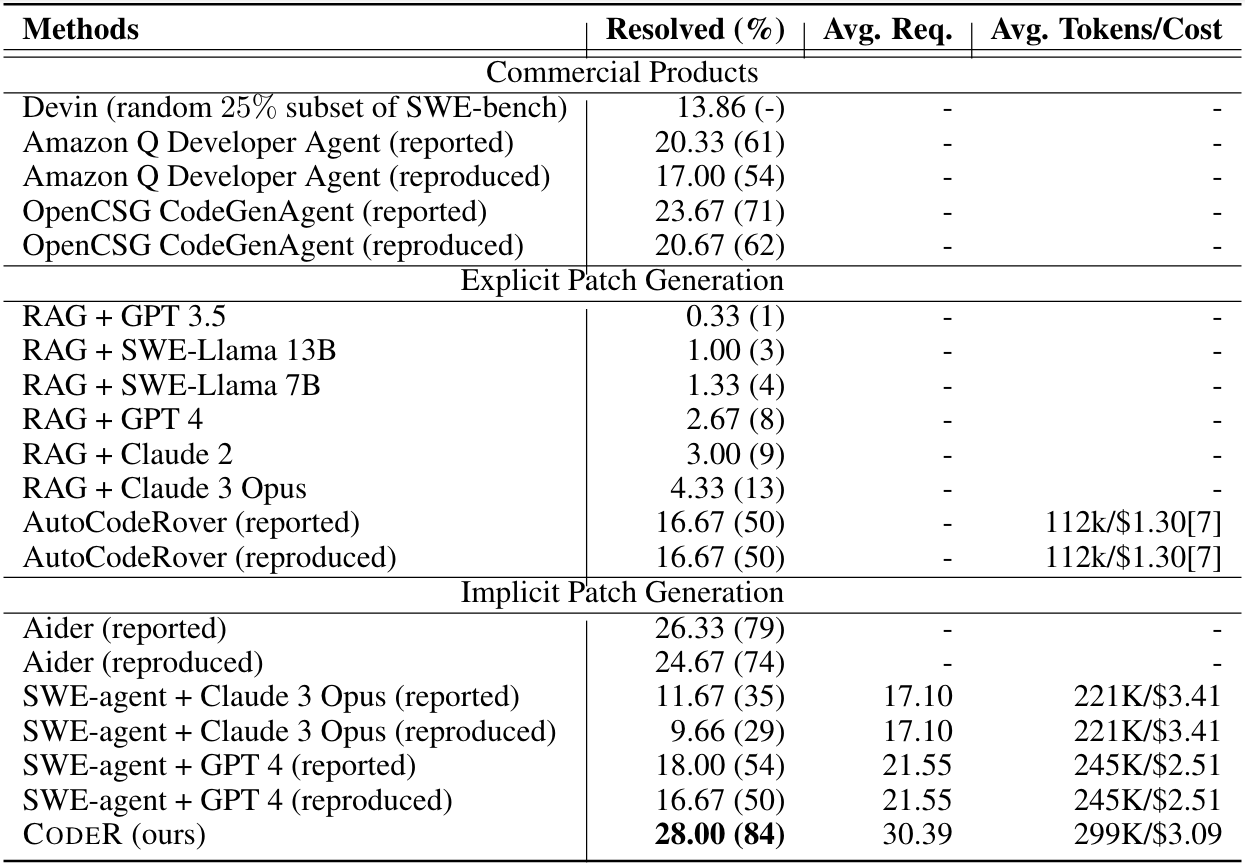 Methods Resolved (%) Avg. Req. Avg. Tokens/Cost
Commercial Products
Devin (random 25% subset of SWE-bench) 13.86 (-) - -
Amazon Q Developer Agent (reported) 20.33 (61) - -
Amazon Q Developer Agent (reproduced) 17.00 (54) - -
OpenCSG CodeGenAgent (reported) 23.67 (71) - -
OpenCSG CodeGenAgent (reproduced) 20.67 (62) - -
Explicit Patch Generation
RAG + GPT 3.5 0.33 (1) - -
RAG + SWE-Llama 13B 1.00 (3) - -
RAG + SWE-Llama 7B 1.33 (4) - -
RAG + GPT 4 2.67 (8) - -
RAG + Claude 2 3.00 (9) - -
RAG + Claude 3 Opus 4.33 (13) - -
AutoCodeRover (reported) 16.67 (50) - 112k/$1.30[7]
AutoCodeRover (reproduced) 16.67 (50) - 112k/$1.30[7]
Implicit Patch Generation
Aider (reported) 26.33 (79) - -
Aider (reproduced) 24.67 (74) - -
SWE-agent + Claude 3 Opus (reported) 11.67 (35) 17.10 221K/$3.41
SWE-agent + Claude 3 Opus (reproduced) 9.66 (29) 17.10 221K/$3.41
SWE-agent + GPT 4 (reported) 18.00 (54) 21.55 245K/$2.51
SWE-agent + GPT 4 (reproduced) 16.67 (50) 21.55 245K/$2.51
CODER (ours) 28.00 (84) 30.39 299K/$3.09